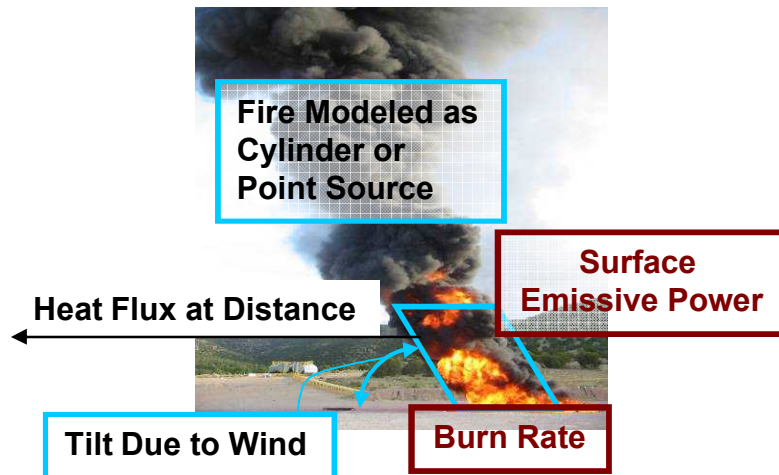 Fire Modeled as
Cylinder or
Point Source
Surface
Emissive Power
Heat Flux at Distance
Tilt Due to Wind
Burn Rate